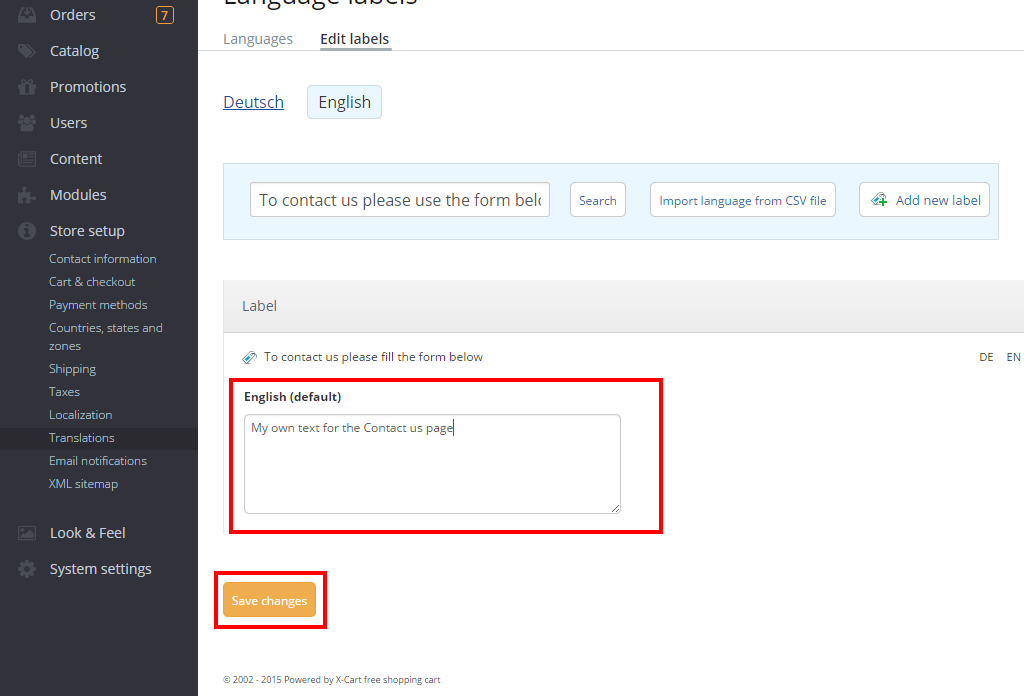 Orders 7
Catalog
Promotions
Users
Content
Modules
Store setup
Contact information
Cart & checkout
Payment methods
Countries, states and
zones
Shipping
Taxes
Localization
Translations
Email notifications
XML sitemap
Look & Feel
System settings
Language labels
Languages Edit labels
Deutsch English
To contact us please use the form belo Search Import language from CSV file Add new label
Label
To contact us please fill the form below DE EN
English (default)
My own text for the Contact us page
Save changes
© 2002 - 2015 Powered by X-Cart free shopping cart